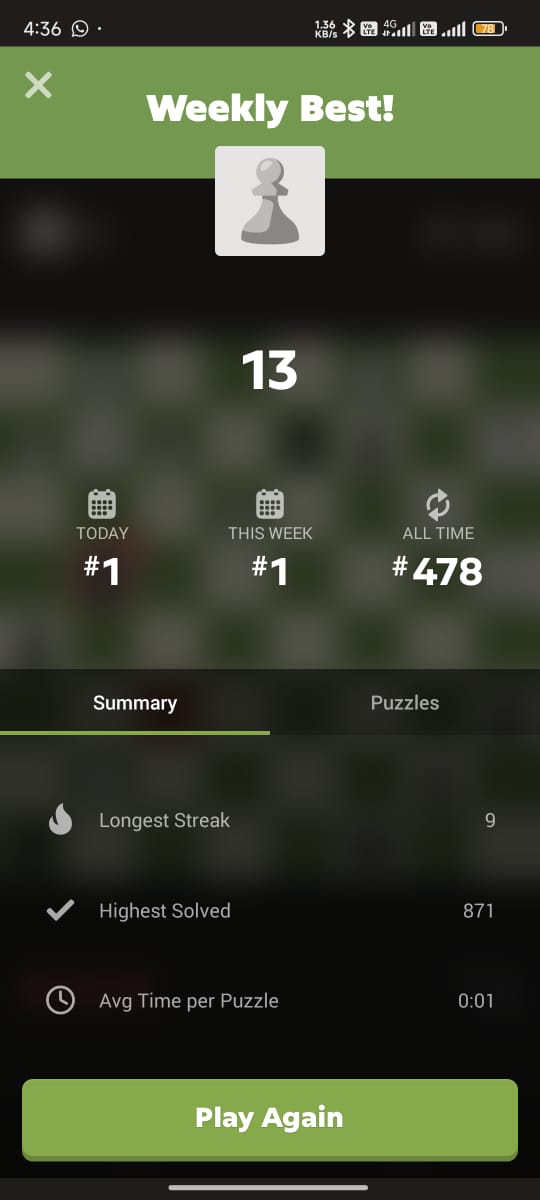 4:36
1.36 KB/s Vo LTE 4G Vo LTE 78
Weekly Best!
13
TODAY THIS WEEK ALL TIME
#1 #1 #478
Summary Puzzles
Longest Streak 9
Highest Solved 871
Avg Time per Puzzle 0:01
Play Again